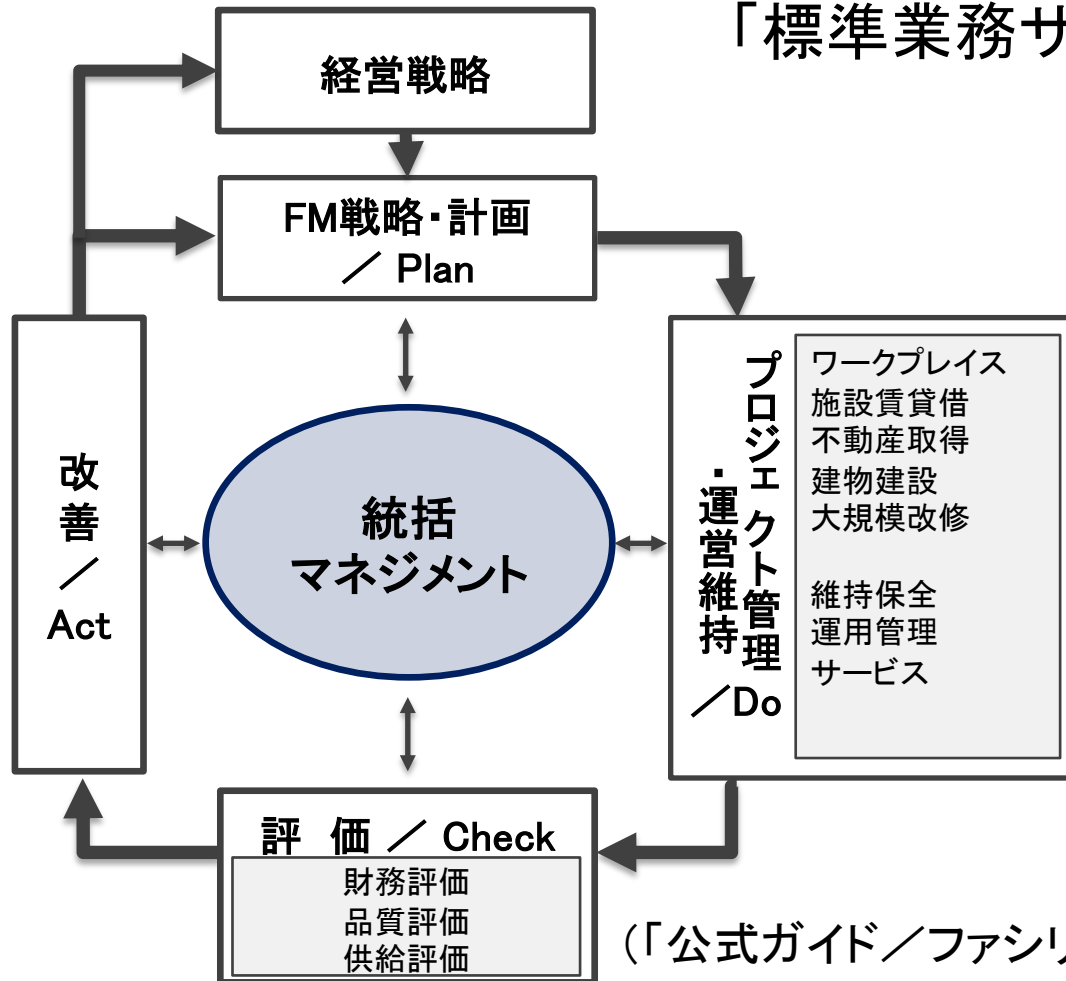 「標準業務サ
経営戦略
FM戦略・計画
／ Plan
プロジェクト管理
・運営維持
／Do
ワークプレイス
施設賃貸借
不動産取得
建物建設
大規模改修
維持保全
運用管理
サービス
統括
マネジメント
改善／
Act
評 価 ／ Check
財務評価
品質評価
供給評価
（「公式ガイド／ファシリ